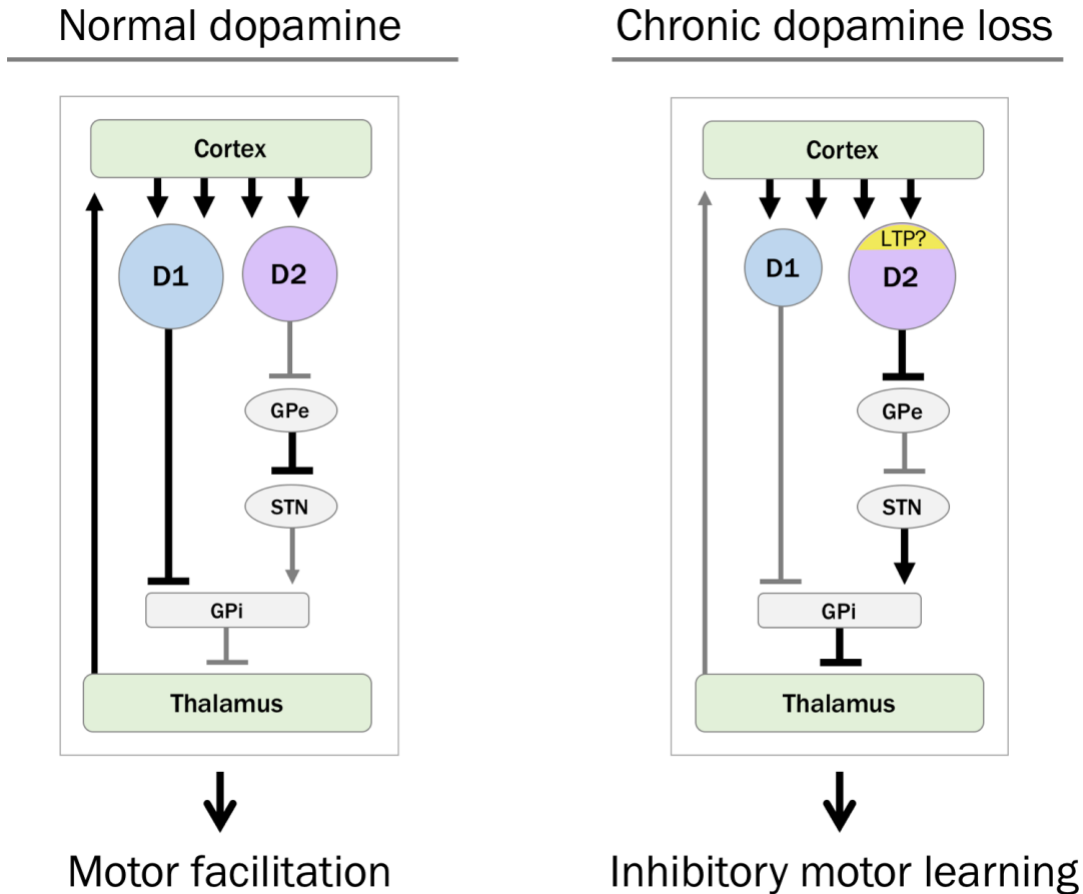 Normal dopamine
Cortex
D1
D2
GPe
STN
GPi
Thalamus
Motor facilitation
Chronic dopamine loss
Cortex
D1
LTP?
D2
GPe
STN
GPi
Thalamus
Inhibitory motor learning